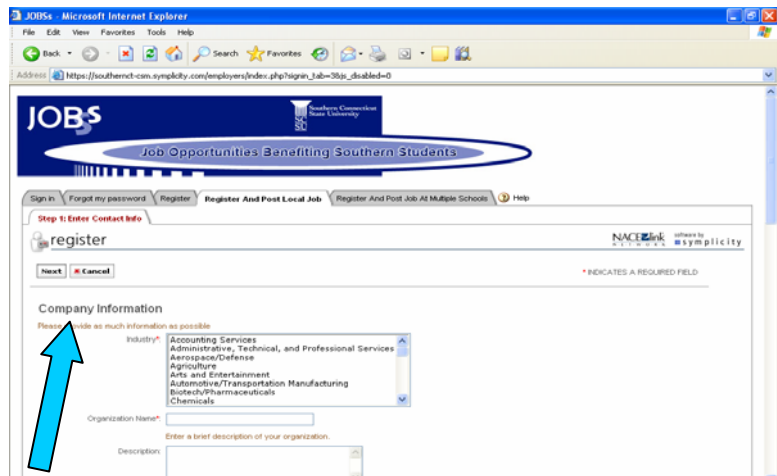 JOBSs - Microsoft Internet Explorer
File Edit View Favorites Tools Help
Back Search Favorites
Address https://southernct-csm.symplicity.com/employers/index.php?signin_tab=3&js_disabled=0
JOBSs
Southern Connecticut
State University
Job Opportunities Benefiting Southern Students
Sign in Forgot my password Register Register And Post Local Job Register And Post Job At Multiple Schools Help
Step 1: Enter Contact Info
register
NACElink
NETWORK
software by
symplicity
Next Cancel
* INDICATES A REQUIRED FIELD
Company Information
Please provide as much information as possible
Industry*:
Accounting Services
Administrative, Technical, and Professional Services
Aerospace/Defense
Agriculture
Arts and Entertainment
Automotive/Transportation Manufacturing
Biotech/Pharmaceuticals
Chemicals
Organization Name*:
Enter a brief description of your organization.
Description: